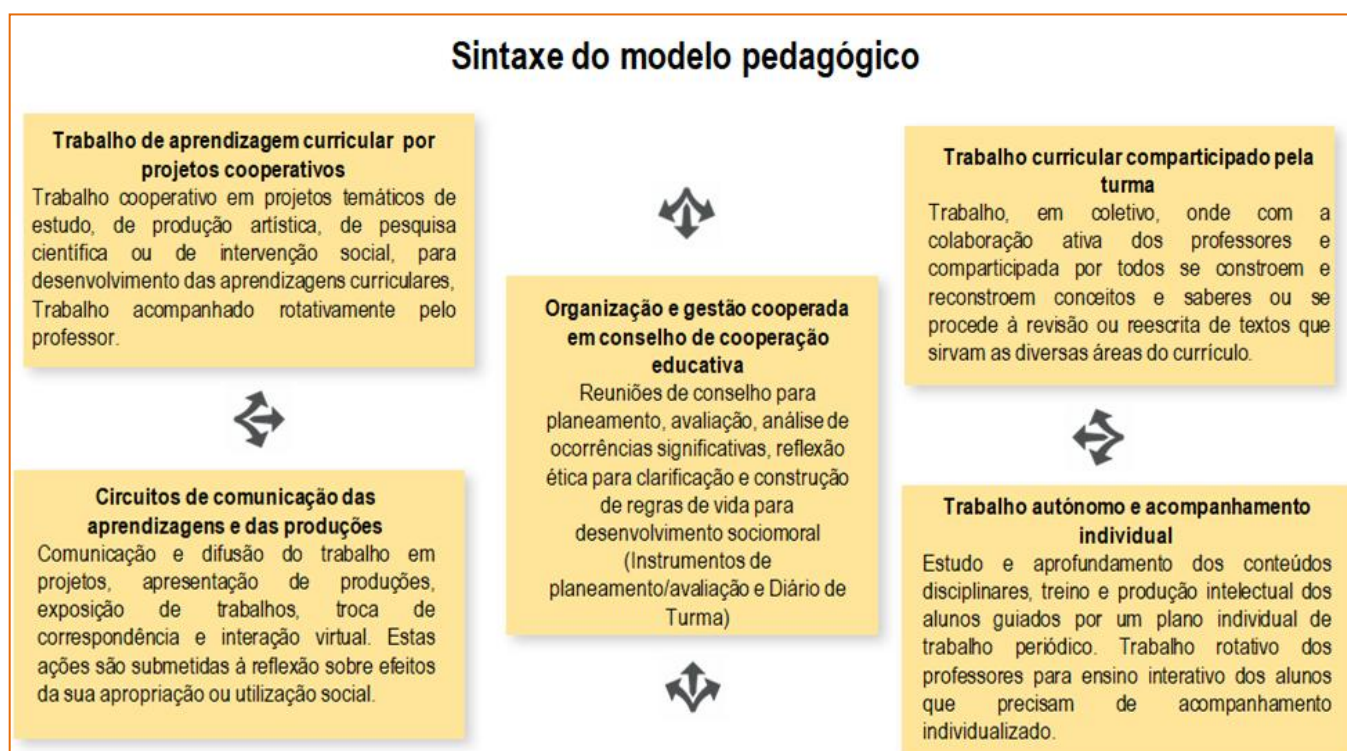 Sintaxe do modelo pedagógico
Trabalho de aprendizagem curricular por
projetos cooperativos
Trabalho cooperativo em projetos temáticos de
estudo, de produção artística, de pesquisa
científica ou de intervenção social, para
desenvolvimento das aprendizagens curriculares,
Trabalho acompanhado rotativamente pelo
professor.
Circuitos de comunicação das
aprendizagens e das produções
Comunicação e difusão do trabalho em
projetos, apresentação de produções,
exposição de trabalhos, troca de
correspondência e interação virtual. Estas
ações são submetidas à reflexão sobre efeitos
da sua apropriação ou utilização social.
Organização e gestão cooperada
em conselho de cooperação
educativa
Reuniões de conselho para
planeamento, avaliação, análise de
ocorrências significativas, reflexão
ética para clarificação e construção
de regras de vida para
desenvolvimento sociomoral
(Instrumentos de
planeamento/avaliação e Diário de
Turma)
Trabalho curricular comparticipado pela
turma
Trabalho, em coletivo, onde com a
colaboração ativa dos professores e
comparticipada por todos se constroem e
reconstroem conceitos e saberes ou se
procede à revisão ou reescrita de textos que
sirvam as diversas áreas do currículo.
Trabalho autónomo e acompanhamento
individual
Estudo e aprofundamento dos conteúdos
disciplinares, treino e produção intelectual dos
alunos guiados por um plano individual de
trabalho periódico. Trabalho rotativo dos
professores para ensino interativo dos alunos
que precisam de acompanhamento
individualizado.